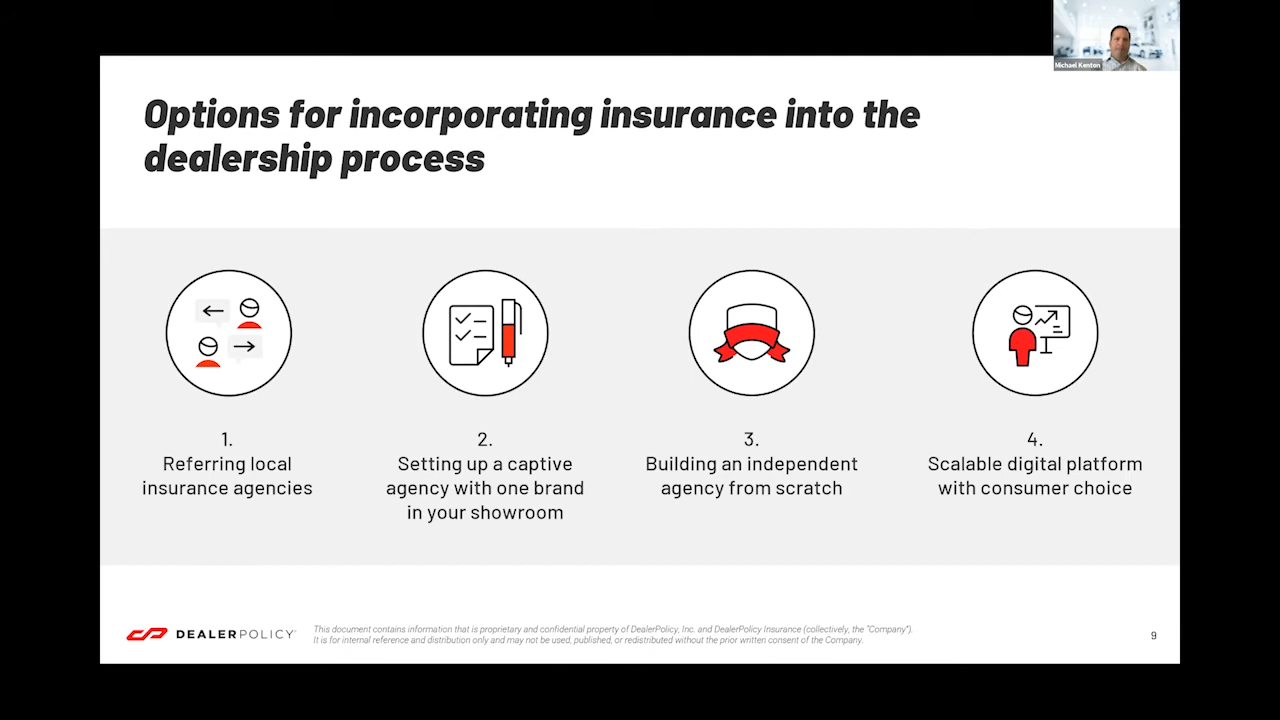 Michael Kenton
Options for incorporating insurance into the
dealership process
1.
Referring local
insurance agencies
2.
Setting up a captive
agency with one brand
in your showroom
3.
Building an independent
agency from scratch
4.
Scalable digital platform
with consumer choice
DEALERPOLICY
This document contains information that is proprietary and confidential property of DealerPolicy, Inc. and DealerPolicy Insurance (collectively, the "Company").
It is for internal reference and distribution only and may not be used, published, or redistributed without the prior written consent of the Company.
9